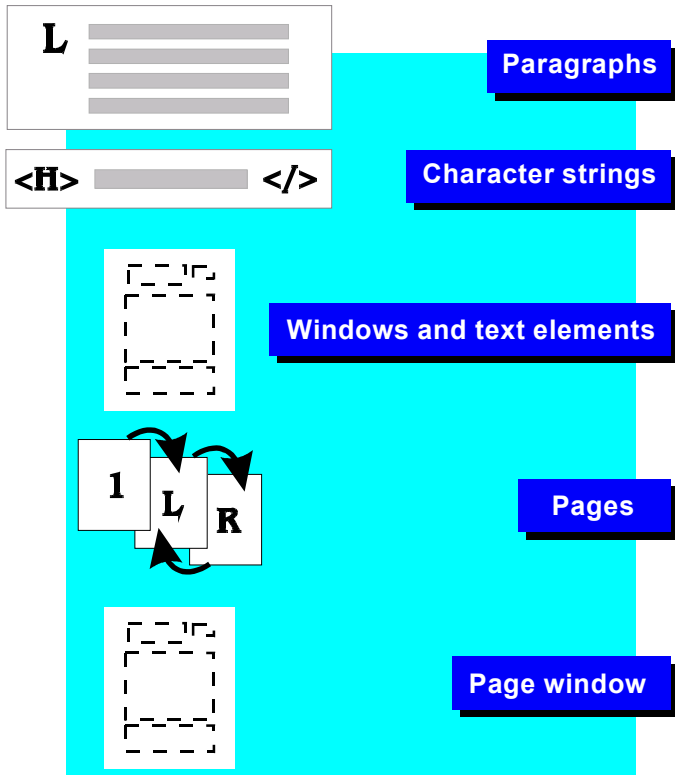 L
Paragraphs
<H> </>
Character strings
Windows and text elements
1
L
R
Pages
Page window